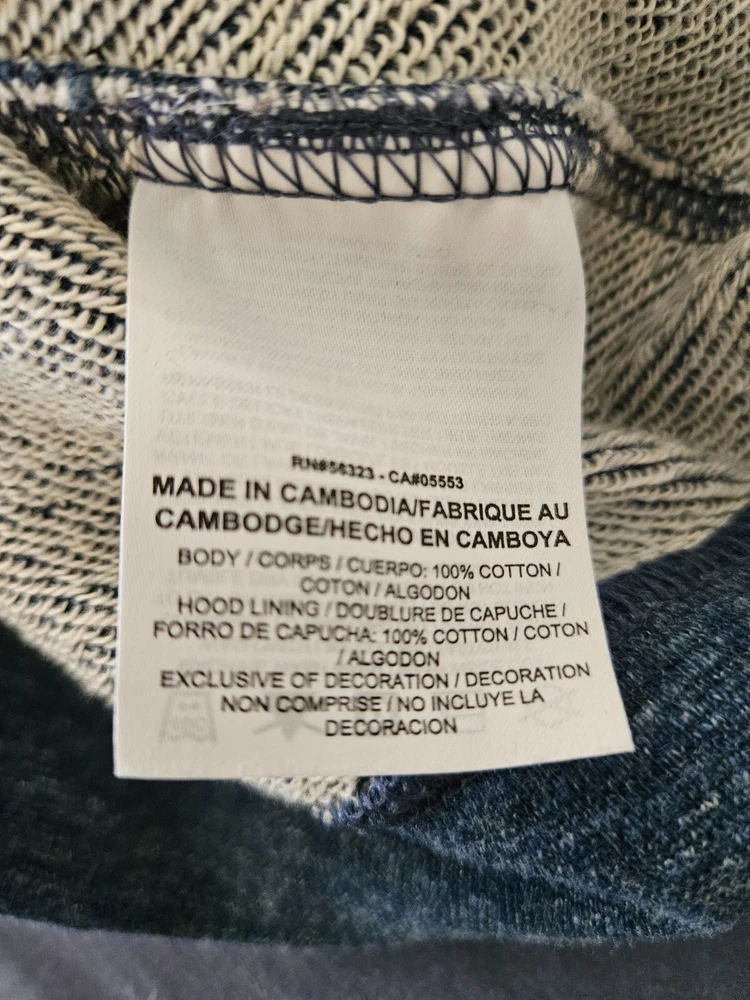 RN#56323 - CA#05553
MADE IN CAMBODIA/FABRIQUE AU
CAMBODGE/HECHO EN CAMBOYA
BODY / CORPS / CUERPO: 100% COTTON /
COTON / ALGODON
HOOD LINING / DOUBLURE DE CAPUCHE /
FORRO DE CAPUCHA: 100% COTTON / COTON
/ ALGODON
EXCLUSIVE OF DECORATION / DECORATION
NON COMPRISE / NO INCLUYE LA
DECORACION